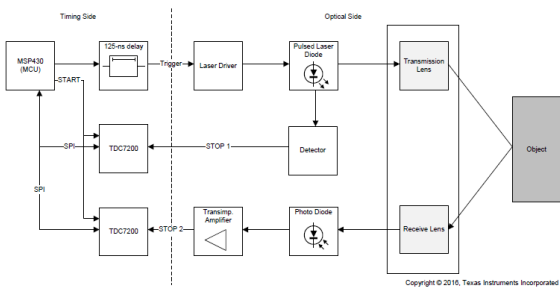 Timing Side
Optical Side
MSP430
(MCU)
125-ns delay
Trigger
Laser Driver
Pulsed Laser
Diode
Transmission
Lens
START
Object
TDC7200
SPI
STOP 1
Detector
SPI
TDC7200
STOP 2
Transimp.
Amplifier
Photo Diode
Receive Lens
Copyright © 2016, Texas Instruments Incorporated